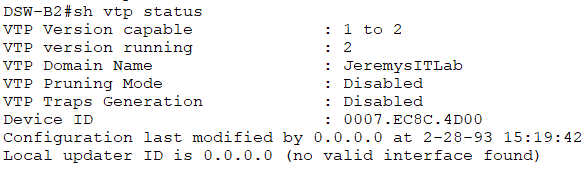 DSW-B2#sh vtp status
VTP Version capable : 1 to 2
VTP version running : 2
VTP Domain Name : JeremysITLab
VTP Pruning Mode : Disabled
VTP Traps Generation : Disabled
Device ID : 0007.EC8C.4D00
Configuration last modified by 0.0.0.0 at 2-28-93 15:19:42
Local updater ID is 0.0.0.0 (no valid interface found)